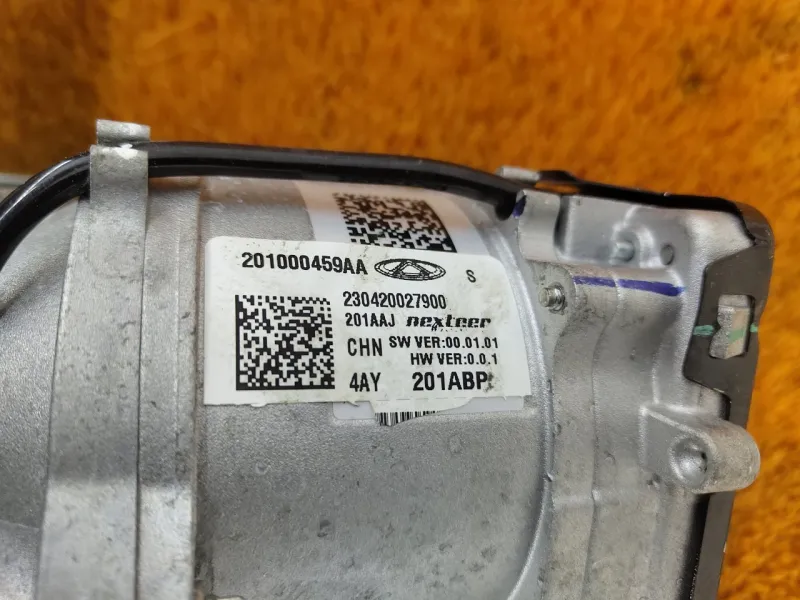 201000459AA S
230420027900
201AAJ nexteer
CHN SW VER:00.01.01
HW VER:0.0.1
4AY 201ABP